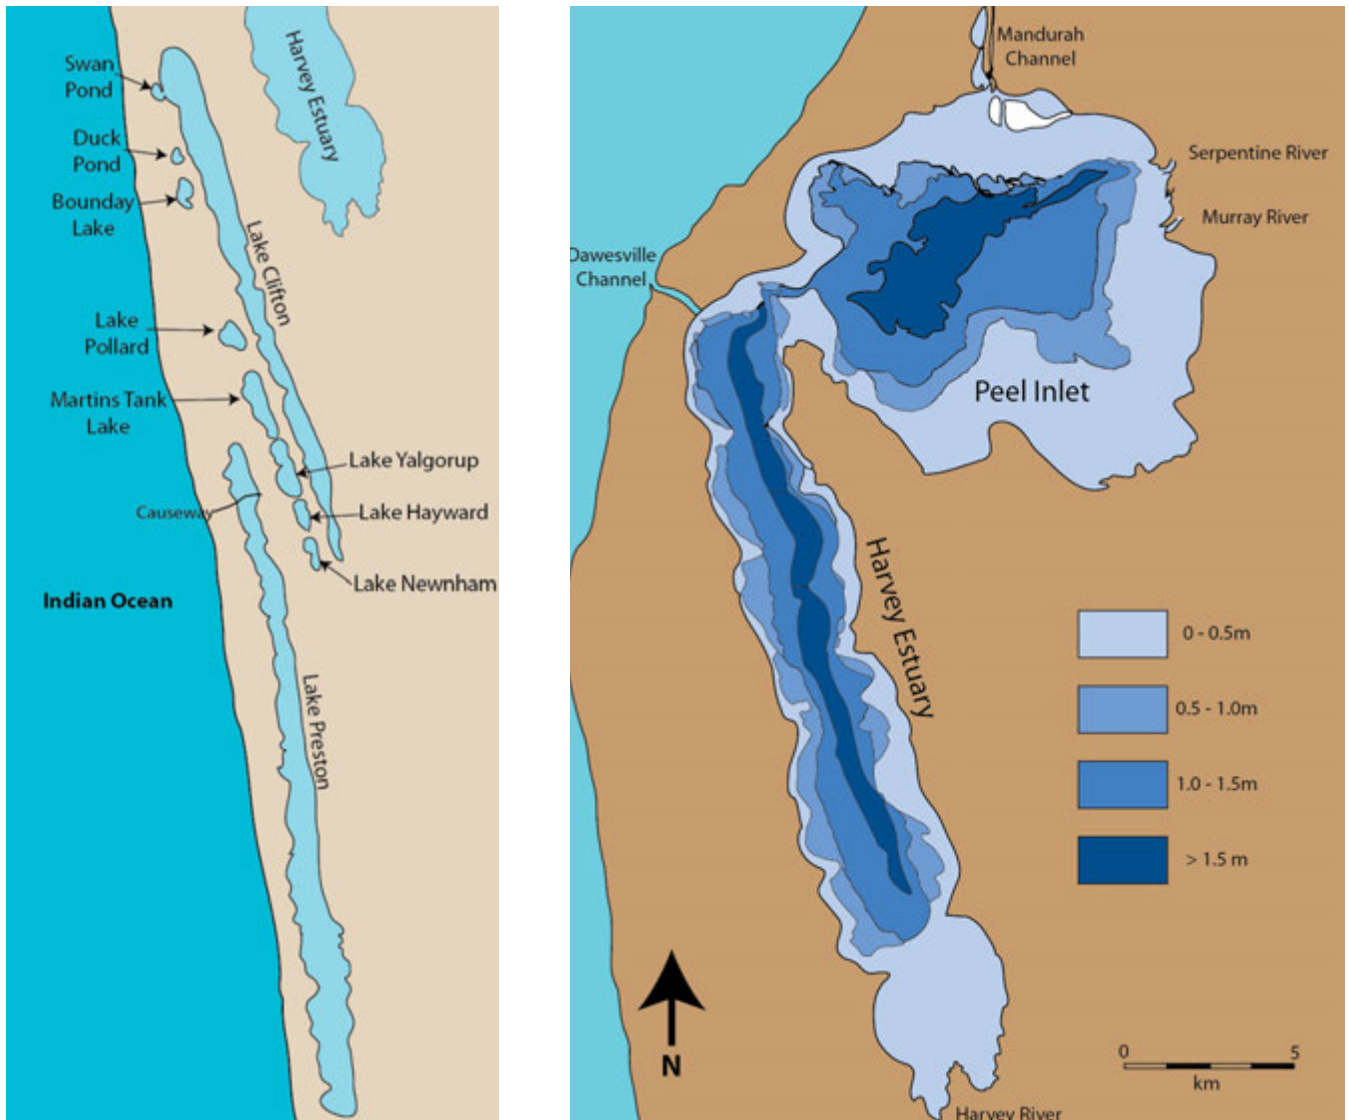 Swan
Pond
Duck
Pond
Bounday
Lake
Lake
Pollard
Martins Tank
Lake
Causeway
Indian Ocean
Harvey Estuary
Lake Clifton
Lake Yalgorup
Lake Hayward
Lake Newnham
Lake Preston
Mandurah
Channel
Serpentine River
Murray River
Dawesville
Channel
Peel Inlet
Harvey Estuary
0 - 0.5m
0.5 - 1.0m
1.0 - 1.5m
> 1.5 m
N
0 5
km
Harvey River